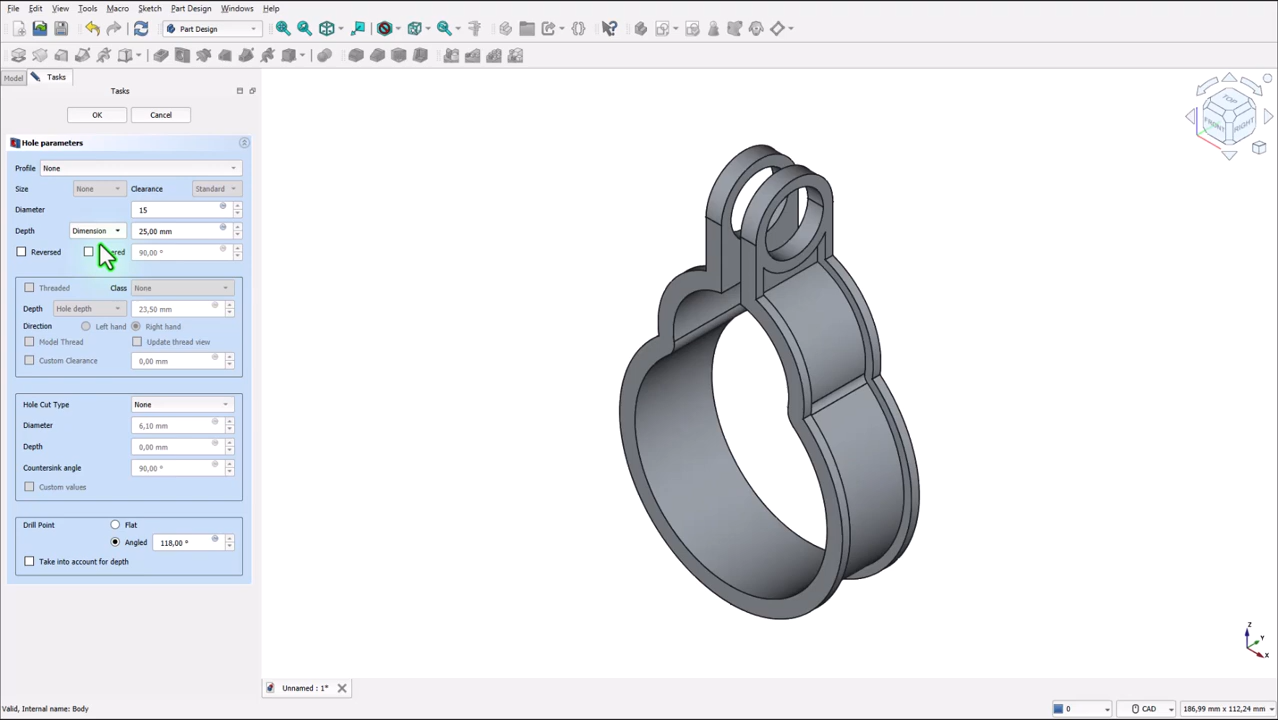 File Edit View Tools Macro Sketch Part Design Windows Help
Part Design
Model Tasks
Tasks
OK Cancel
Hole parameters
Profile None
Size None Clearance Standard
Diameter 15
Depth Dimension 25,00 mm
Reversed 90,00 °
Threaded Class None
Depth Hole depth 23,50 mm
Direction Left hand Right hand
Model Thread Update thread view
Custom Clearance 0,00 mm
Hole Cut Type None
Diameter 6,10 mm
Depth 0,00 mm
Countersink angle 90,00 °
Custom values
Drill Point Flat
Angled 118,00 °
Take into account for depth
TOP
FRONT RIGHT
Z
Y
X
Unnamed : 1*
Valid, Internal name: Body
0 CAD 186,99 mm x 112,24 mm